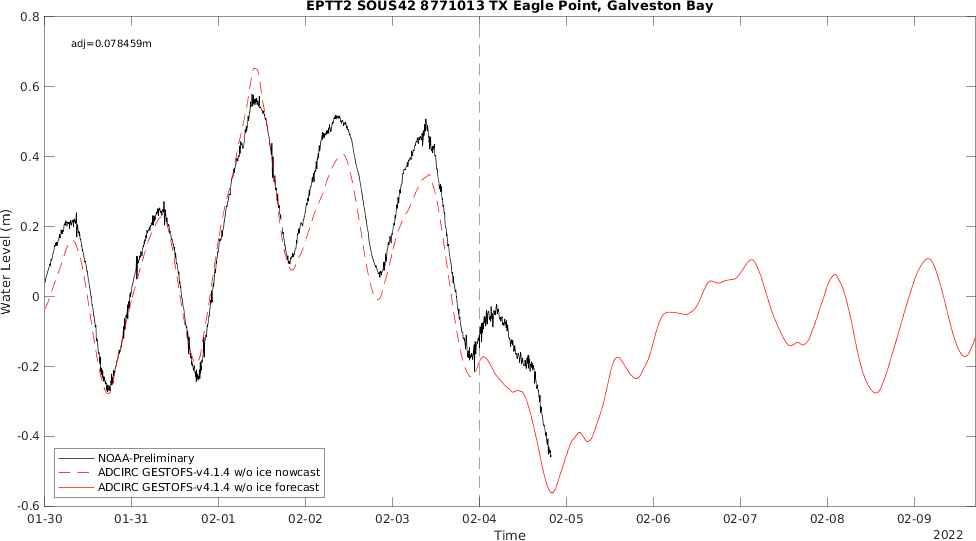 EPTT2 SOUS42 8771013 TX Eagle Point, Galveston Bay
adj=0.078459m
0.8
0.6
0.4
0.2
0
-0.2
-0.4
-0.6
Water Level (m)
NOAA-Preliminary
ADCIRC GESTOFS-v4.1.4 w/o ice nowcast
ADCIRC GESTOFS-v4.1.4 w/o ice forecast
01-30 01-31 02-01 02-02 02-03 02-04 02-05 02-06 02-07 02-08 02-09
Time
2022